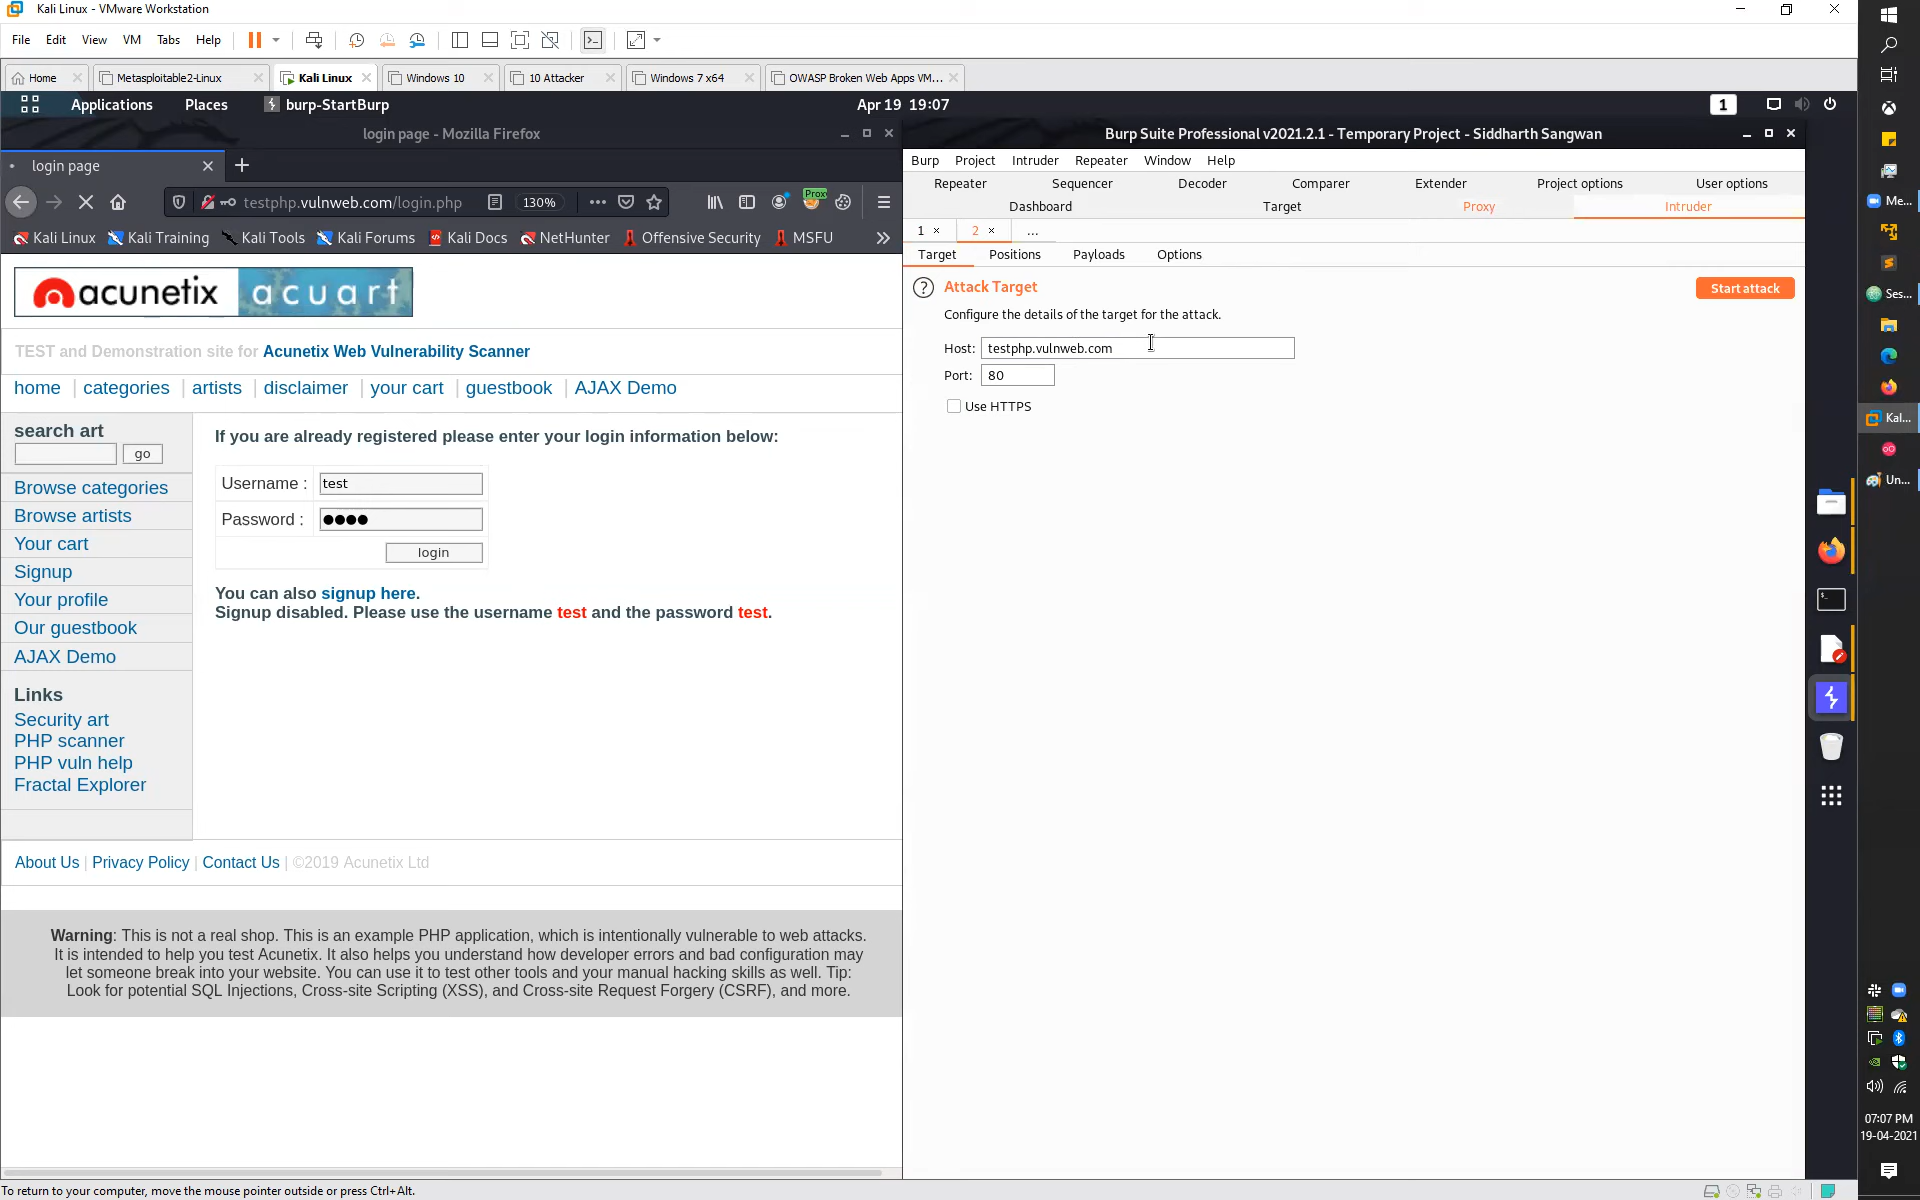 Kali Linux - VMware Workstation
File Edit View VM Tabs Help
Home Metasploitable2-Linux Kali Linux Windows 10 10 Attacker Windows 7 x64 OWASP Broken Web Apps VM...
Applications Places burp-StartBurp Apr 19 19:07 1
login page - Mozilla Firefox
login page
testphp.vulnweb.com/login.php 130% Proxy
Kali Linux Kali Training Kali Tools Kali Forums Kali Docs NetHunter Offensive Security MSFU
acunetix acuart
TEST and Demonstration site for Acunetix Web Vulnerability Scanner
home | categories | artists | disclaimer | your cart | guestbook | AJAX Demo
search art
go
Browse categories
Browse artists
Your cart
Signup
Your profile
Our guestbook
AJAX Demo
Links
Security art
PHP scanner
PHP vuln help
Fractal Explorer
If you are already registered please enter your login information below:
Username : test
Password : ●●●●
login
You can also signup here.
Signup disabled. Please use the username test and the password test.
About Us | Privacy Policy | Contact Us | ©2019 Acunetix Ltd
Warning: This is not a real shop. This is an example PHP application, which is intentionally vulnerable to web attacks.
It is intended to help you test Acunetix. It also helps you understand how developer errors and bad configuration may
let someone break into your website. You can use it to test other tools and your manual hacking skills as well. Tip:
Look for potential SQL Injections, Cross-site Scripting (XSS), and Cross-site Request Forgery (CSRF), and more.
Burp Suite Professional v2021.2.1 - Temporary Project - Siddharth Sangwan
Burp Project Intruder Repeater Window Help
Repeater Sequencer Decoder Comparer Extender Project options User options
Dashboard Target Proxy Intruder
1 × 2 × ...
Target Positions Payloads Options
? Attack Target Start attack
Configure the details of the target for the attack.
Host: testphp.vulnweb.com
Port: 80
Use HTTPS
Me...
Ses...
Kal...
Un...
07:07 PM
19-04-2021
To return to your computer, move the mouse pointer outside or press Ctrl+Alt.